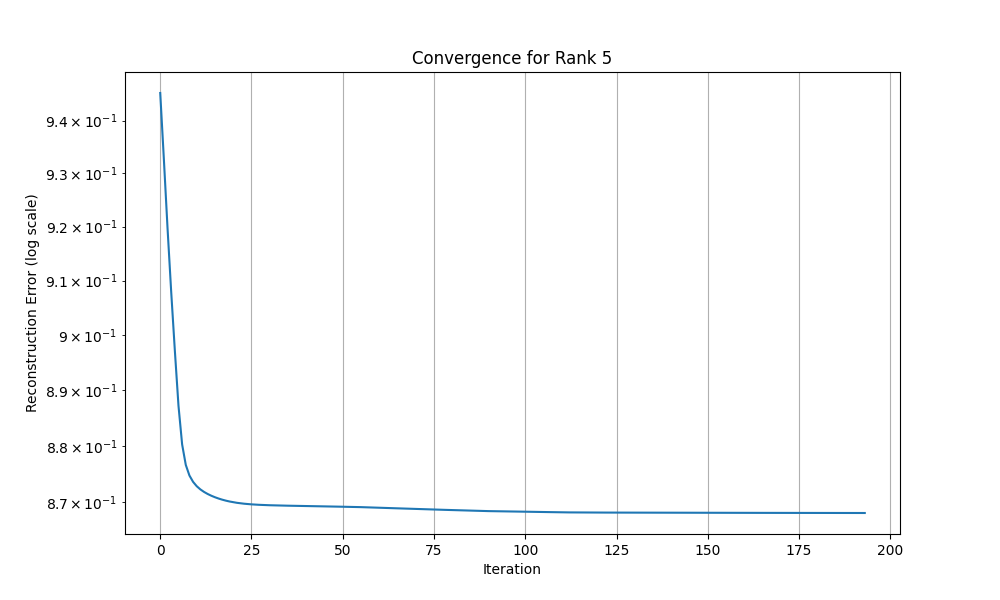 Convergence for Rank 5
Reconstruction Error (log scale)
9.4 × 10⁻¹
9.3 × 10⁻¹
9.2 × 10⁻¹
9.1 × 10⁻¹
9 × 10⁻¹
8.9 × 10⁻¹
8.8 × 10⁻¹
8.7 × 10⁻¹
0 25 50 75 100 125 150 175 200
Iteration